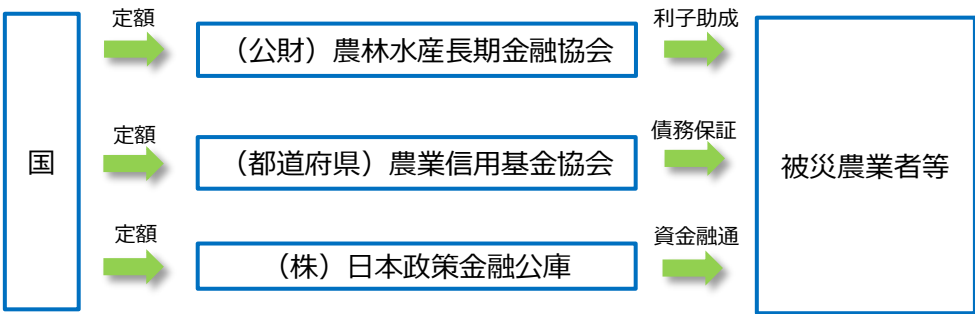 定額
利子助成
（公財）農林水産長期金融協会
定額
債務保証
国
（都道府県）農業信用基金協会
被災農業者等
定額
資金融通
（株）日本政策金融公庫